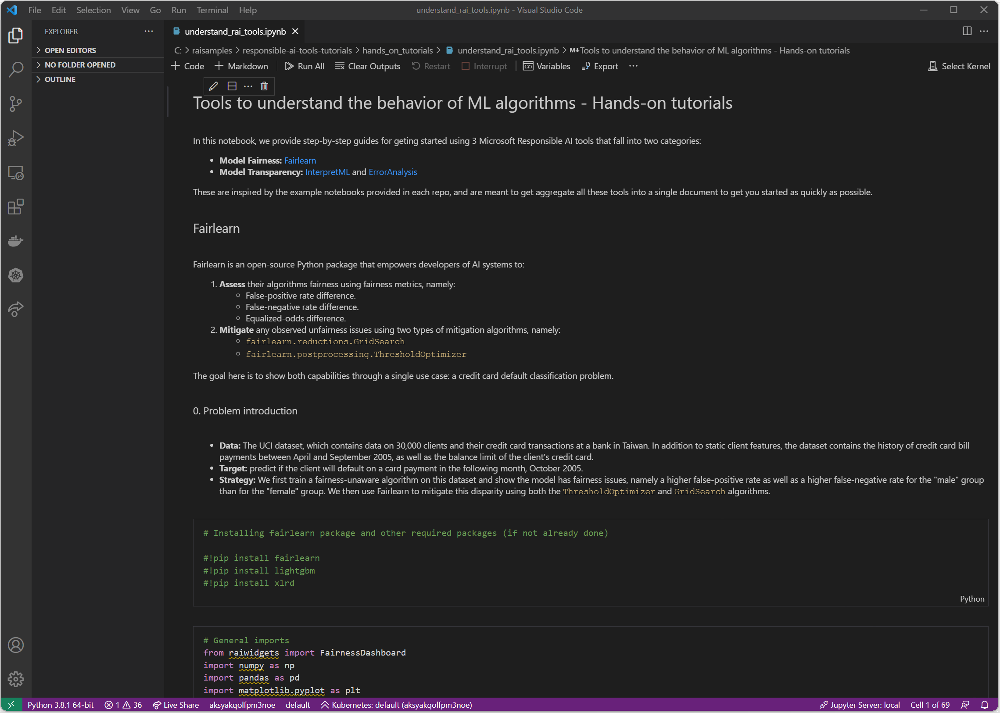 File Edit Selection View Go Run Terminal Help
understand_rai_tools.ipynb - Visual Studio Code
EXPLORER
OPEN EDITORS
NO FOLDER OPENED
OUTLINE
understand_rai_tools.ipynb
C: > raisamples > responsible-ai-tools-tutorials > hands_on_tutorials > understand_rai_tools.ipynb > M↓Tools to understand the behavior of ML algorithms - Hands-on tutorials
+ Code + Markdown Run All Clear Outputs Restart Interrupt Variables Export ... Select Kernel
Tools to understand the behavior of ML algorithms - Hands-on tutorials
In this notebook, we provide step-by-step guides for geting started using 3 Microsoft Responsible AI tools that fall into two categories:
• Model Fairness: Fairlearn
• Model Transparency: InterpretML and ErrorAnalysis
These are inspired by the example notebooks provided in each repo, and are meant to get aggregate all these tools into a single document to get you started as quickly as possible.
Fairlearn
Fairlearn is an open-source Python package that empowers developers of AI systems to:
1. Assess their algorithms fairness using fairness metrics, namely:
◦ False-positive rate difference.
◦ False-negative rate difference.
◦ Equalized-odds difference.
2. Mitigate any observed unfairness issues using two types of mitigation algorithms, namely:
◦ fairlearn.reductions.GridSearch
◦ fairlearn.postprocessing.ThresholdOptimizer
The goal here is to show both capabilities through a single use case: a credit card default classification problem.
0. Problem introduction
• Data: The UCI dataset, which contains data on 30,000 clients and their credit card transactions at a bank in Taiwan. In addition to static client features, the dataset contains the history of credit card bill
payments between April and September 2005, as well as the balance limit of the client's credit card.
• Target: predict if the client will default on a card payment in the following month, October 2005.
• Strategy: We first train a fairness-unaware algorithm on this dataset and show the model has fairness issues, namely a higher false-positive rate as well as a higher false-negative rate for the "male" group
than for the "female" group. We then use Fairlearn to mitigate this disparity using both the ThresholdOptimizer and GridSearch algorithms.
# Installing fairlearn package and other required packages (if not already done)
#!pip install fairlearn
#!pip install lightgbm
#!pip install xlrd
Python
# General imports
from raiwidgets import FairnessDashboard
import numpy as np
import pandas as pd
import matplotlib.pyplot as plt
Python 3.8.1 64-bit 1 36 Live Share aksyakqolfpm3noe default Kubernetes: default (aksyakqolfpm3noe) Jupyter Server: local Cell 1 of 69